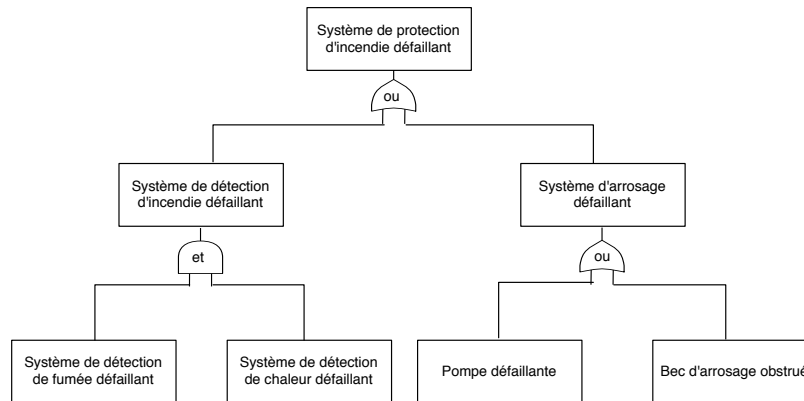 Système de protection
d'incendie défaillant
ou
Système de détection
d'incendie défaillant
Système d'arrosage
défaillant
et
ou
Système de détection
de fumée défaillant
Système de détection
de chaleur défaillant
Pompe défaillante
Bec d'arrosage obstrué